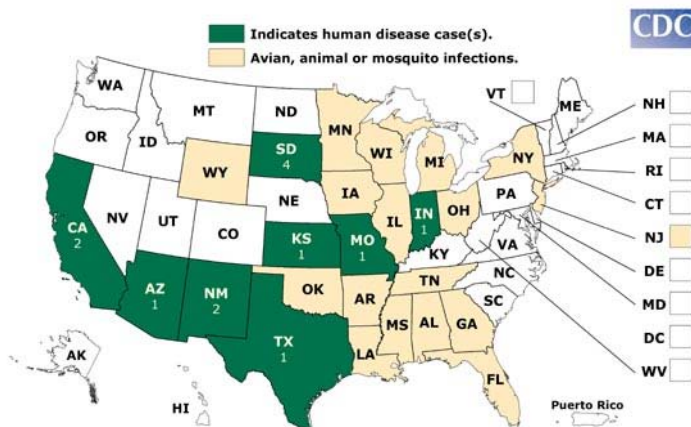 Indicates human disease case(s).
Avian, animal or mosquito infections.
CDC
WA
MT
ND
MN
VT
ME
NH
OR
ID
SD
4
WI
MI
NY
MA
WY
RI
IA
PA
CT
NE
NV
IL
IN
1
OH
NJ
CA
2
UT
CO
KS
1
MO
1
KY
VA
DE
NC
MD
AZ
1
NM
2
OK
AR
TN
SC
DC
MS
AL
GA
WV
TX
1
LA
AK
FL
HI
Puerto Rico